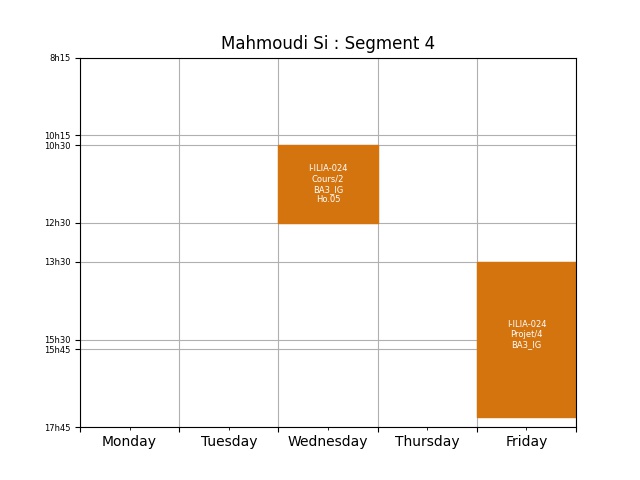 Mahmoudi Si : Segment 4
8h15
10h15
10h30
I-ILIA-024
Cours/2
BA3_IG
Ho.05
12h30
13h30
I-ILIA-024
Projet/4
BA3_IG
15h30
15h45
17h45
Monday Tuesday Wednesday Thursday Friday